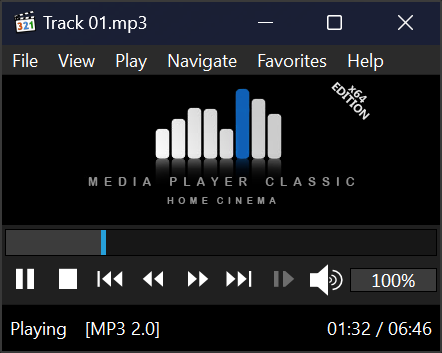 321
Track 01.mp3
File View Play Navigate Favorites Help
x64
EDITION
MEDIA PLAYER CLASSIC
HOME CINEMA
100%
Playing [MP3 2.0] 01:32 / 06:46